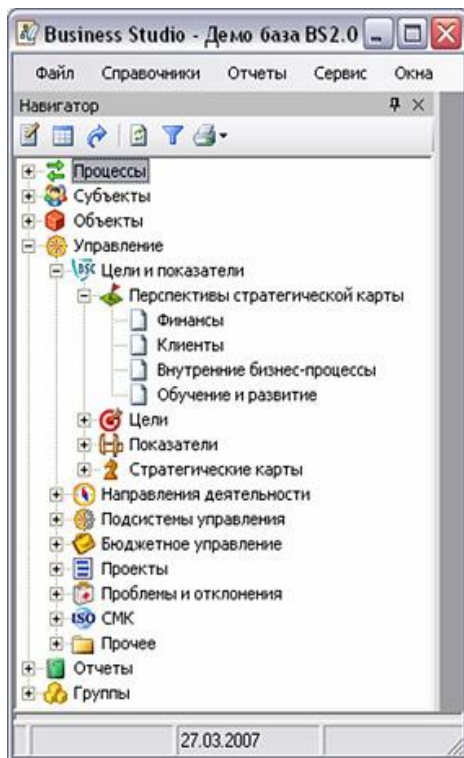 Business Studio - Демо база BS2.0
Файл Справочники Отчеты Сервис Окна
Навигатор
Процессы
Субъекты
Объекты
Управление
BSC Цели и показатели
Перспективы стратегической карты
Финансы
Клиенты
Внутренние бизнес-процессы
Обучение и развитие
Цели
Показатели
Стратегические карты
Направления деятельности
Подсистемы управления
Бюджетное управление
Проекты
Проблемы и отклонения
ISO СМК
Прочее
Отчеты
Группы
27.03.2007